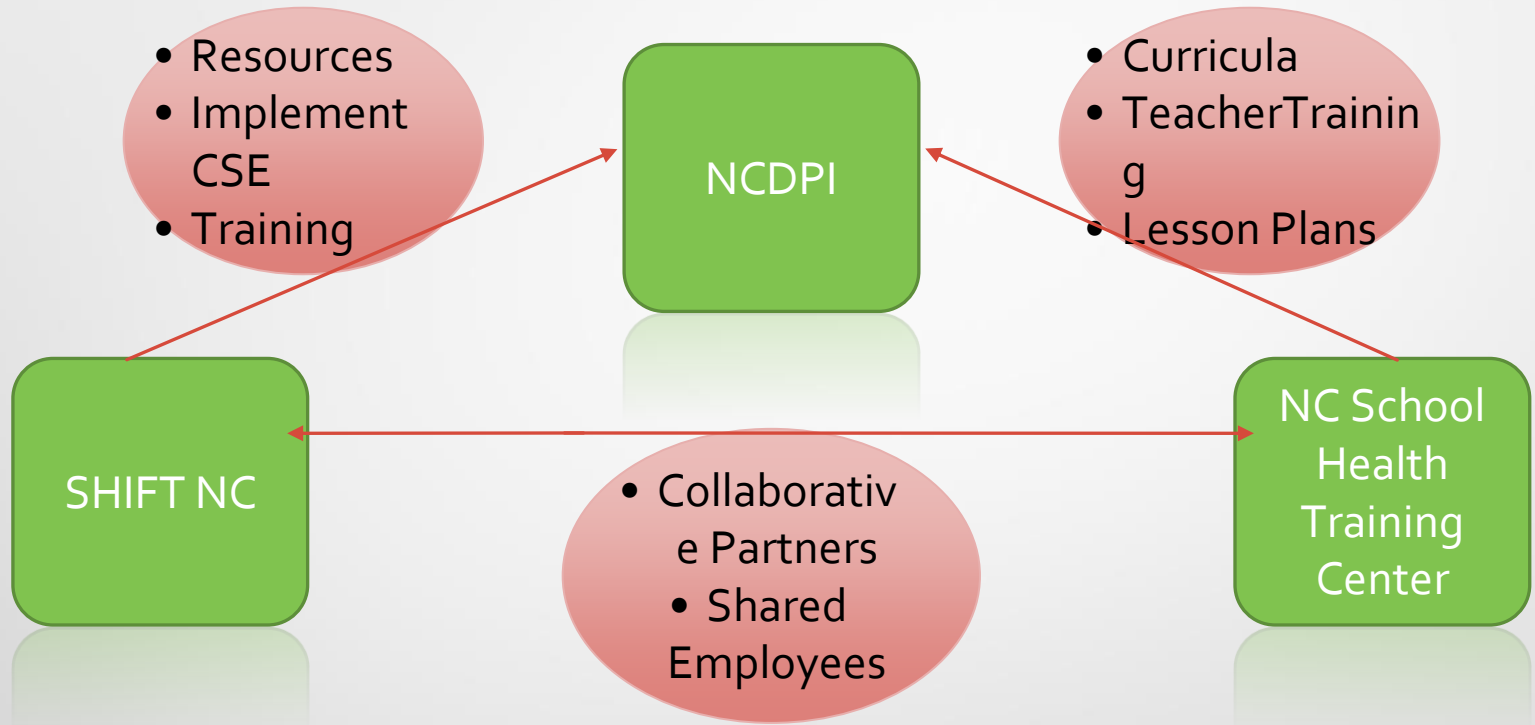 • Resources
• Implement
CSE
• Training
NCDPI
• Curricula
• TeacherTrainin
g
• Lesson Plans
SHIFT NC
• Collaborativ
e Partners
• Shared
Employees
NC School
Health
Training
Center